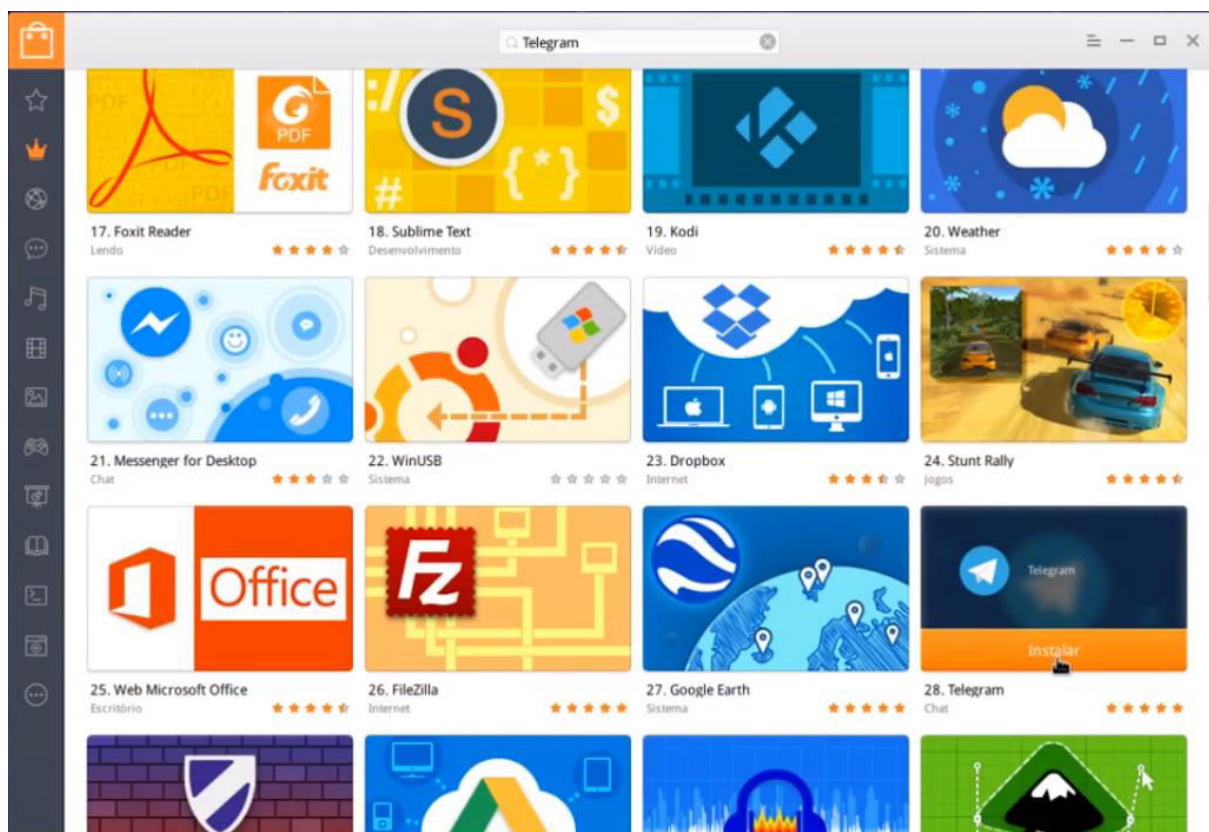 Telegram
PDF
PDF
foxit
S
$
{*}
#
17. Foxit Reader
Lendo
18. Sublime Text
Desenvolvimento
19. Kodi
Vídeo
20. Weather
Sistema
21. Messenger for Desktop
Chat
22. WinUSB
Sistema
23. Dropbox
Internet
24. Stunt Rally
Jogos
Office
Fz
Telegram
Instalar
25. Web Microsoft Office
Escritório
26. FileZilla
Internet
27. Google Earth
Sistema
28. Telegram
Chat